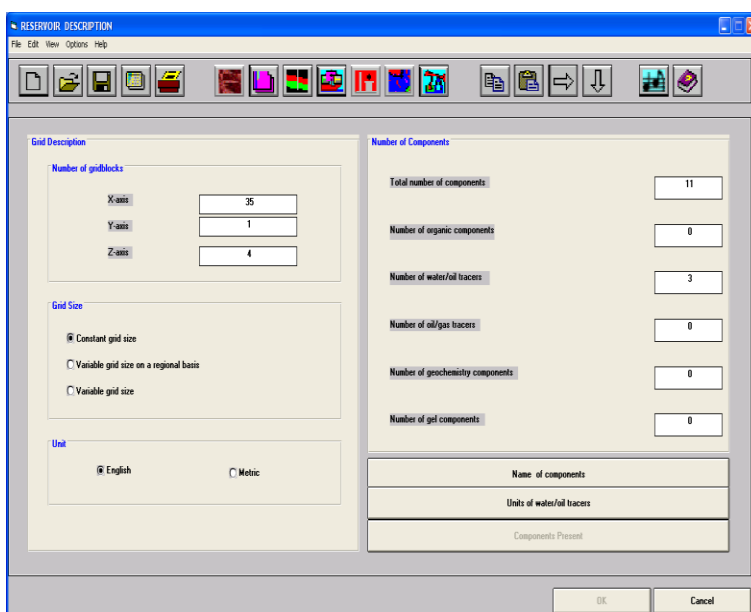 RESERVOIR DESCRIPTION
File Edit View Options Help
Grid Description
Number of gridblocks
X-axis 35
Y-axis 1
Z-axis 4
Grid Size
Constant grid size
Variable grid size on a regional basis
Variable grid size
Unit
English Metric
Number of Components
Total number of components 11
Number of organic components 0
Number of water/oil tracers 3
Number of oil/gas tracers 0
Number of geochemistry components 0
Number of gel components 0
Name of components
Units of water/oil tracers
Components Present
OK Cancel